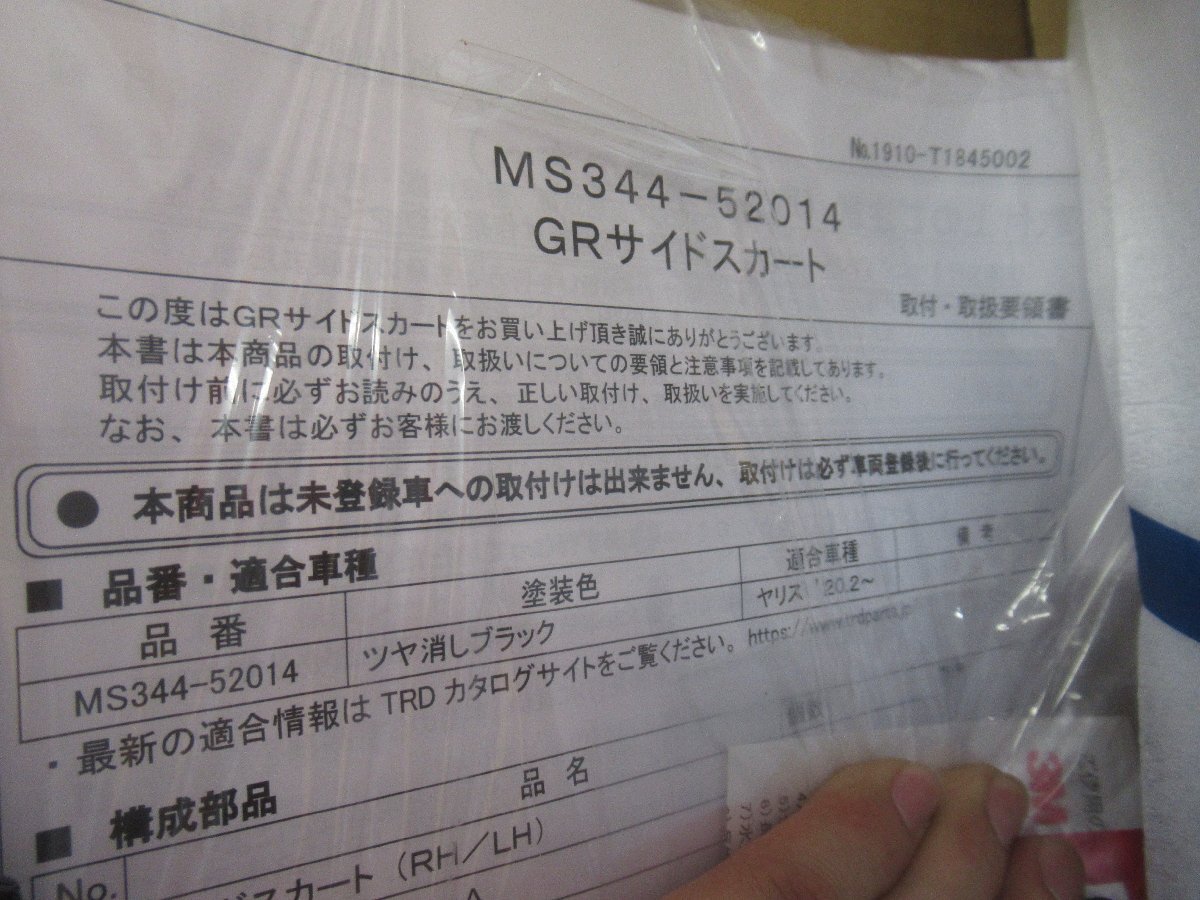 No.1910-T1845002
MS344-52014
GRサイドスカート
取付・取扱要領書
この度はGRサイドスカートをお買い上げ頂き誠にありがとうございます。
本書は本商品の取付け、取扱いについての要領と注意事項を記載してあります。
取付け前に必ずお読みのうえ、正しい取付け、取扱いを実施してください。
なお、本書は必ずお客様にお渡しください。
● 本商品は未登録車への取付けは出来ません、取付けは必ず車両登録後に行ってください。
■ 品番・適合車種
品番 塗装色 適合車種 備考
MS344-52014 ツヤ消しブラック ヤリス '20.2～
・最新の適合情報は TRD カタログサイトをご覧ください。https://www.trdparts.jp
■ 構成部品
No. 品名 個数
ドスカート（RH／LH）
3M